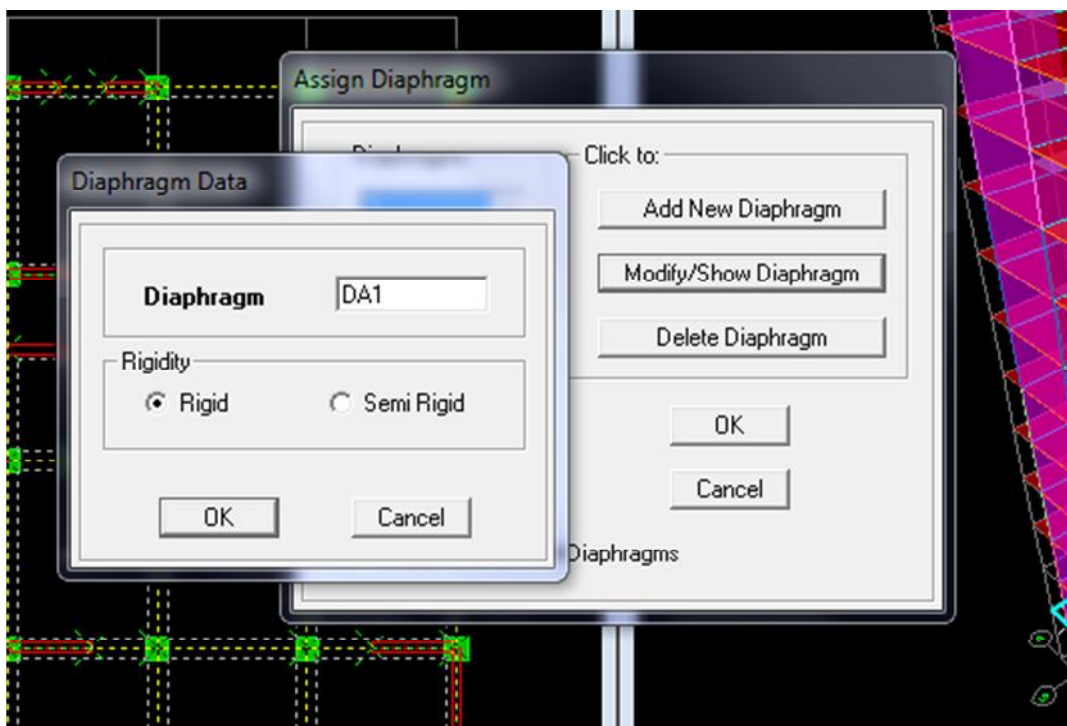 Assign Diaphragm
Click to:
Add New Diaphragm
Modify/Show Diaphragm
Delete Diaphragm
OK
Cancel
Diaphragms
Diaphragm Data
Diaphragm DA1
Rigidity
Rigid Semi Rigid
OK Cancel